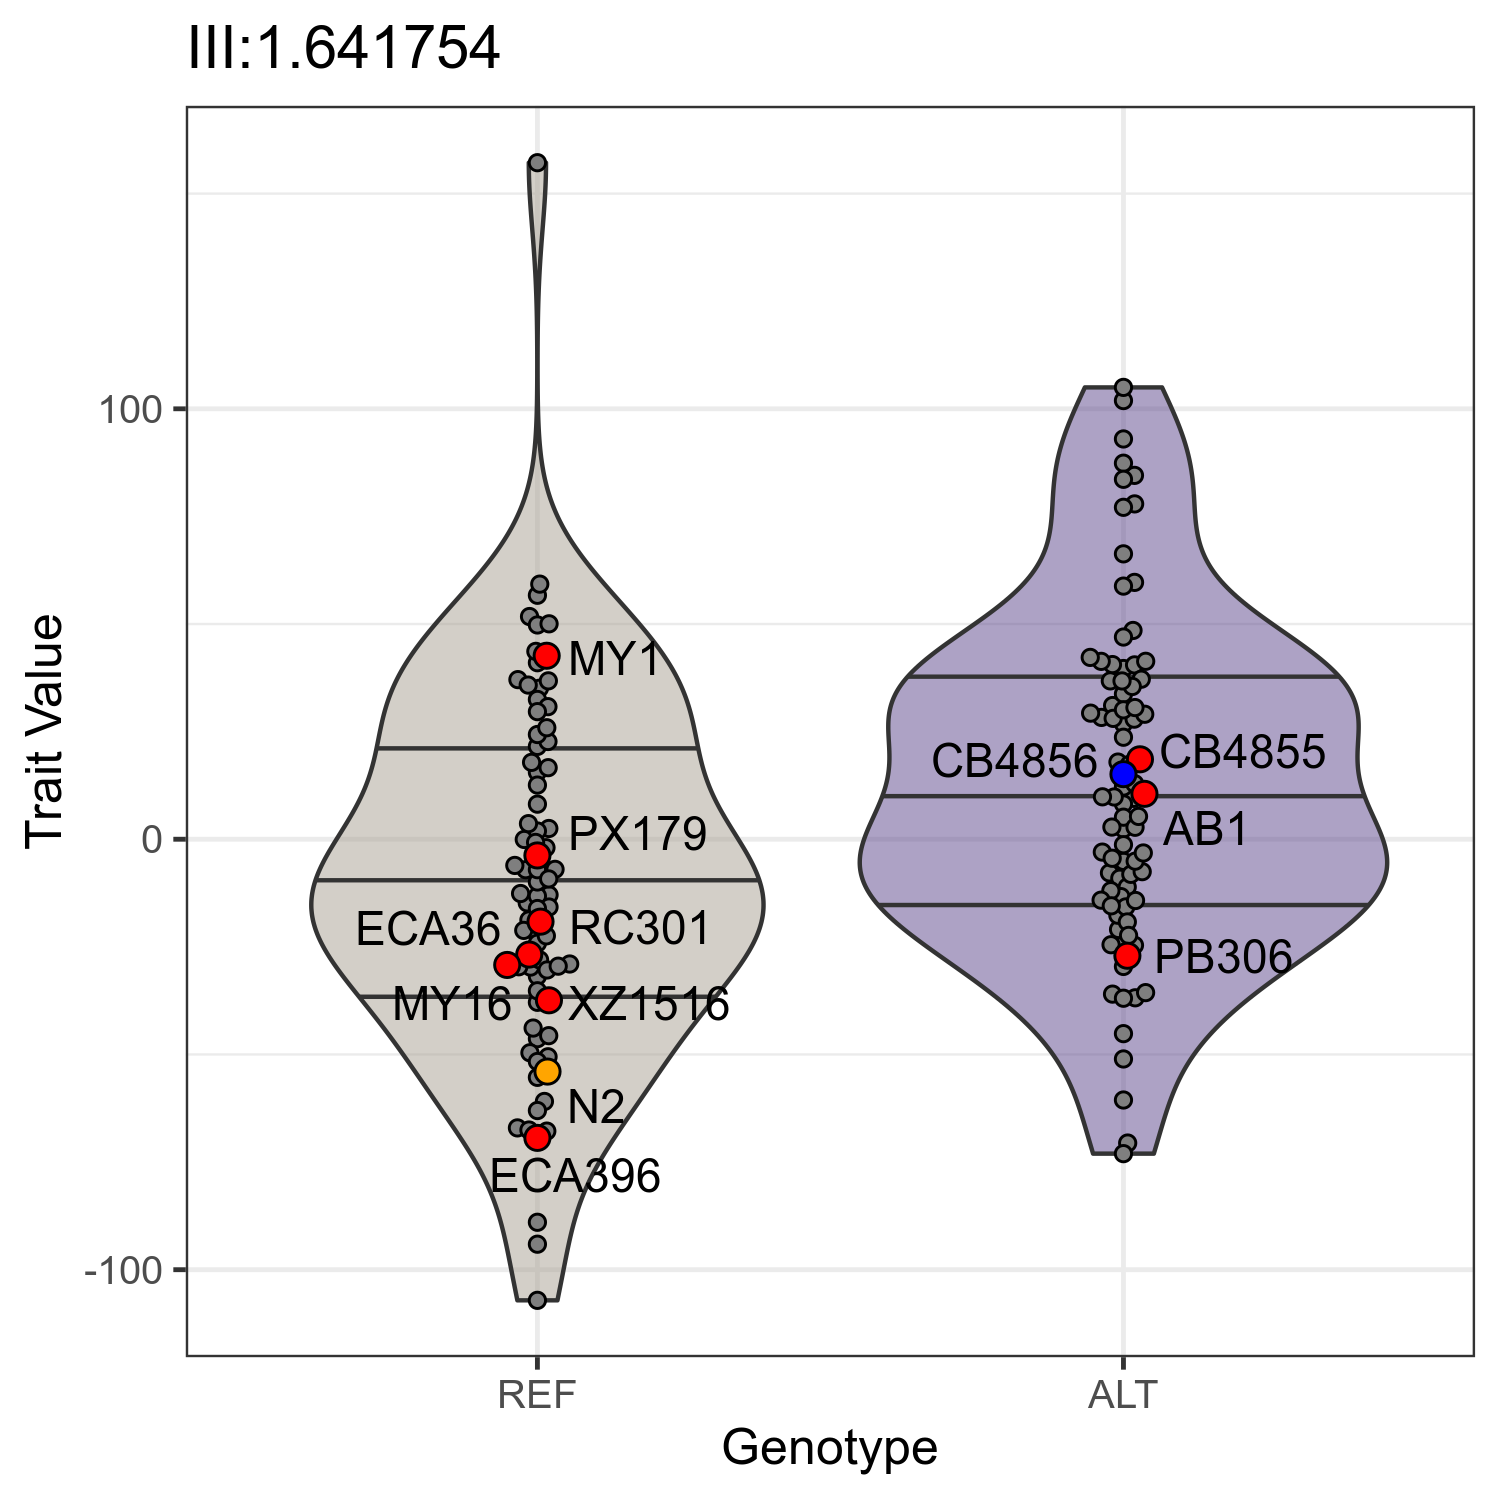 III:1.641754
Trait Value
100
0
-100
MY1
PX179
ECA36
RC301
MY16
XZ1516
N2
ECA396
CB4856
CB4855
AB1
PB306
REF
ALT
Genotype